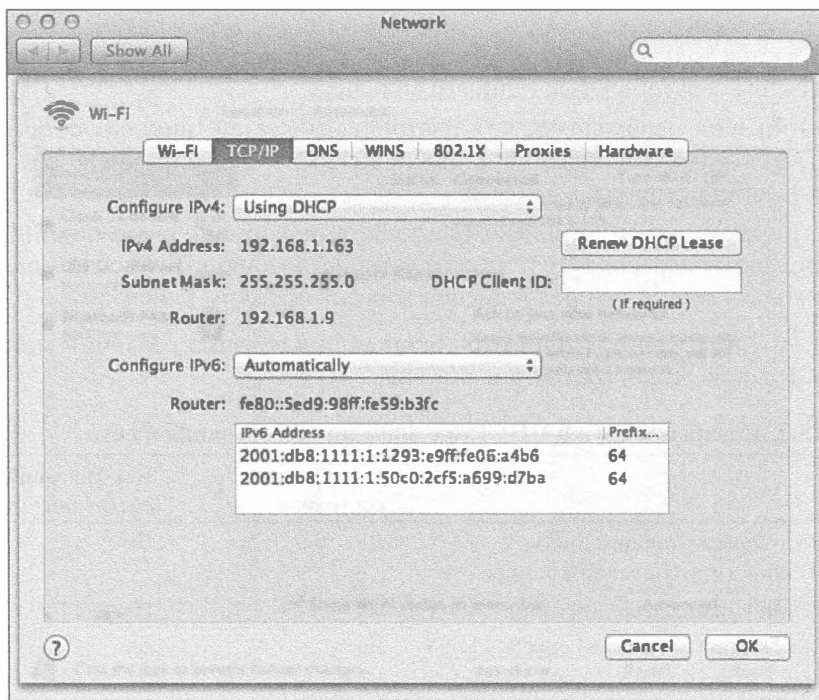 Network
Show All
Wi-Fi
Wi-Fi TCP/IP DNS WINS 802.1X Proxies Hardware
Configure IPv4: Using DHCP
IPv4 Address: 192.168.1.163 Renew DHCP Lease
Subnet Mask: 255.255.255.0 DHCP Client ID:
( If required )
Router: 192.168.1.9
Configure IPv6: Automatically
Router: fe80::5ed9:98ff:fe59:b3fc
IPv6 Address Prefix...
2001:db8:1111:1:1293:e9ff:fe06:a4b6 64
2001:db8:1111:1:50c0:2cf5:a699:d7ba 64
? Cancel OK